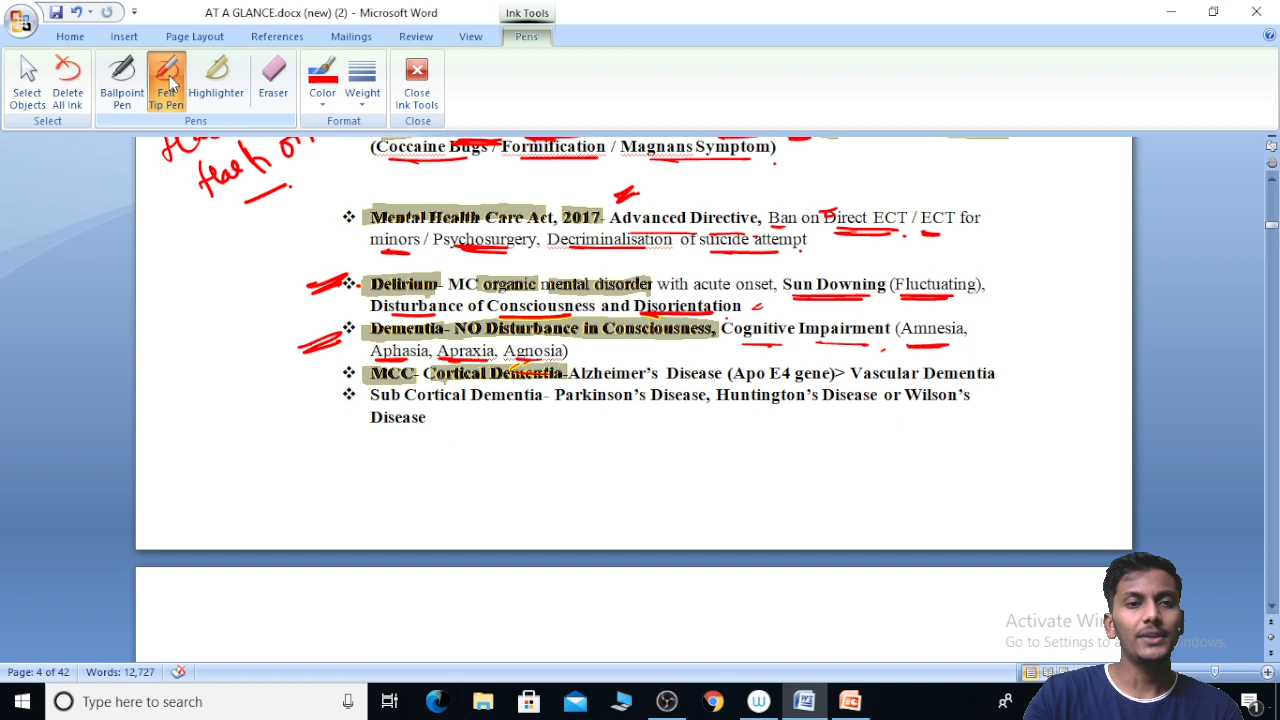 AT A GLANCE.docx (new) (2) - Microsoft Word
Ink Tools
Home Insert Page Layout References Mailings Review View Pens
Select Objects
Delete All Ink
Ballpoint Pen
Felt Tip Pen
Highlighter
Eraser
Color
Weight
Close Ink Tools
Select Pens Format Close
(Coccaine Bugs / Formification / Magnans Symptom)
Mental Health Care Act, 2017- Advanced Directive, Ban on Direct ECT / ECT for
minors / Psychosurgery, Decriminalisation of suicide attempt
Delirium- MC organic mental disorder with acute onset, Sun Downing (Fluctuating),
Disturbance of Consciousness and Disorientation
Dementia- NO Disturbance in Consciousness, Cognitive Impairment (Amnesia,
Aphasia, Apraxia, Agnosia)
MCC- Cortical Dementia-Alzheimer's Disease (Apo E4 gene)> Vascular Dementia
Sub Cortical Dementia- Parkinson's Disease, Huntington's Disease or Wilson's
Disease
Go to Settings to
Page: 4 of 42 Words: 12,727
Type here to search